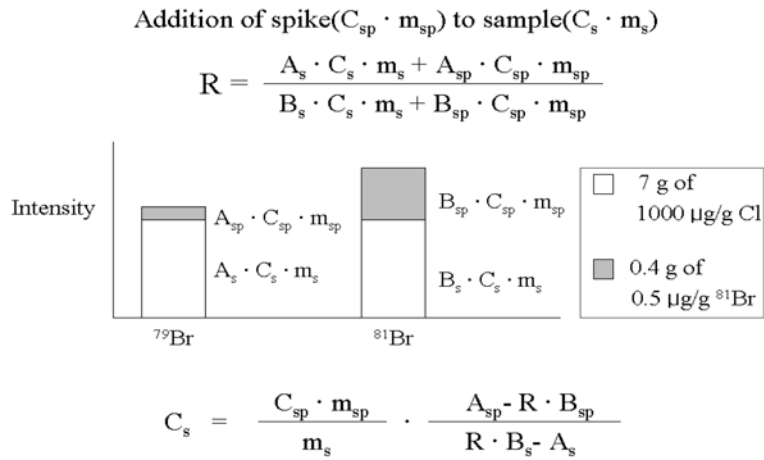 Addition of spike(Csp · msp) to sample(Cs · ms)
R = As · Cs · ms + Asp · Csp · msp
Bs · Cs · ms + Bsp · Csp · msp
Intensity
Asp · Csp · msp
As · Cs · ms
Bsp · Csp · msp
Bs · Cs · ms
79Br
81Br
7 g of
1000 µg/g Cl
0.4 g of
0.5 µg/g 81Br
Cs = Csp · msp · Asp- R · Bsp
ms R · Bs- As